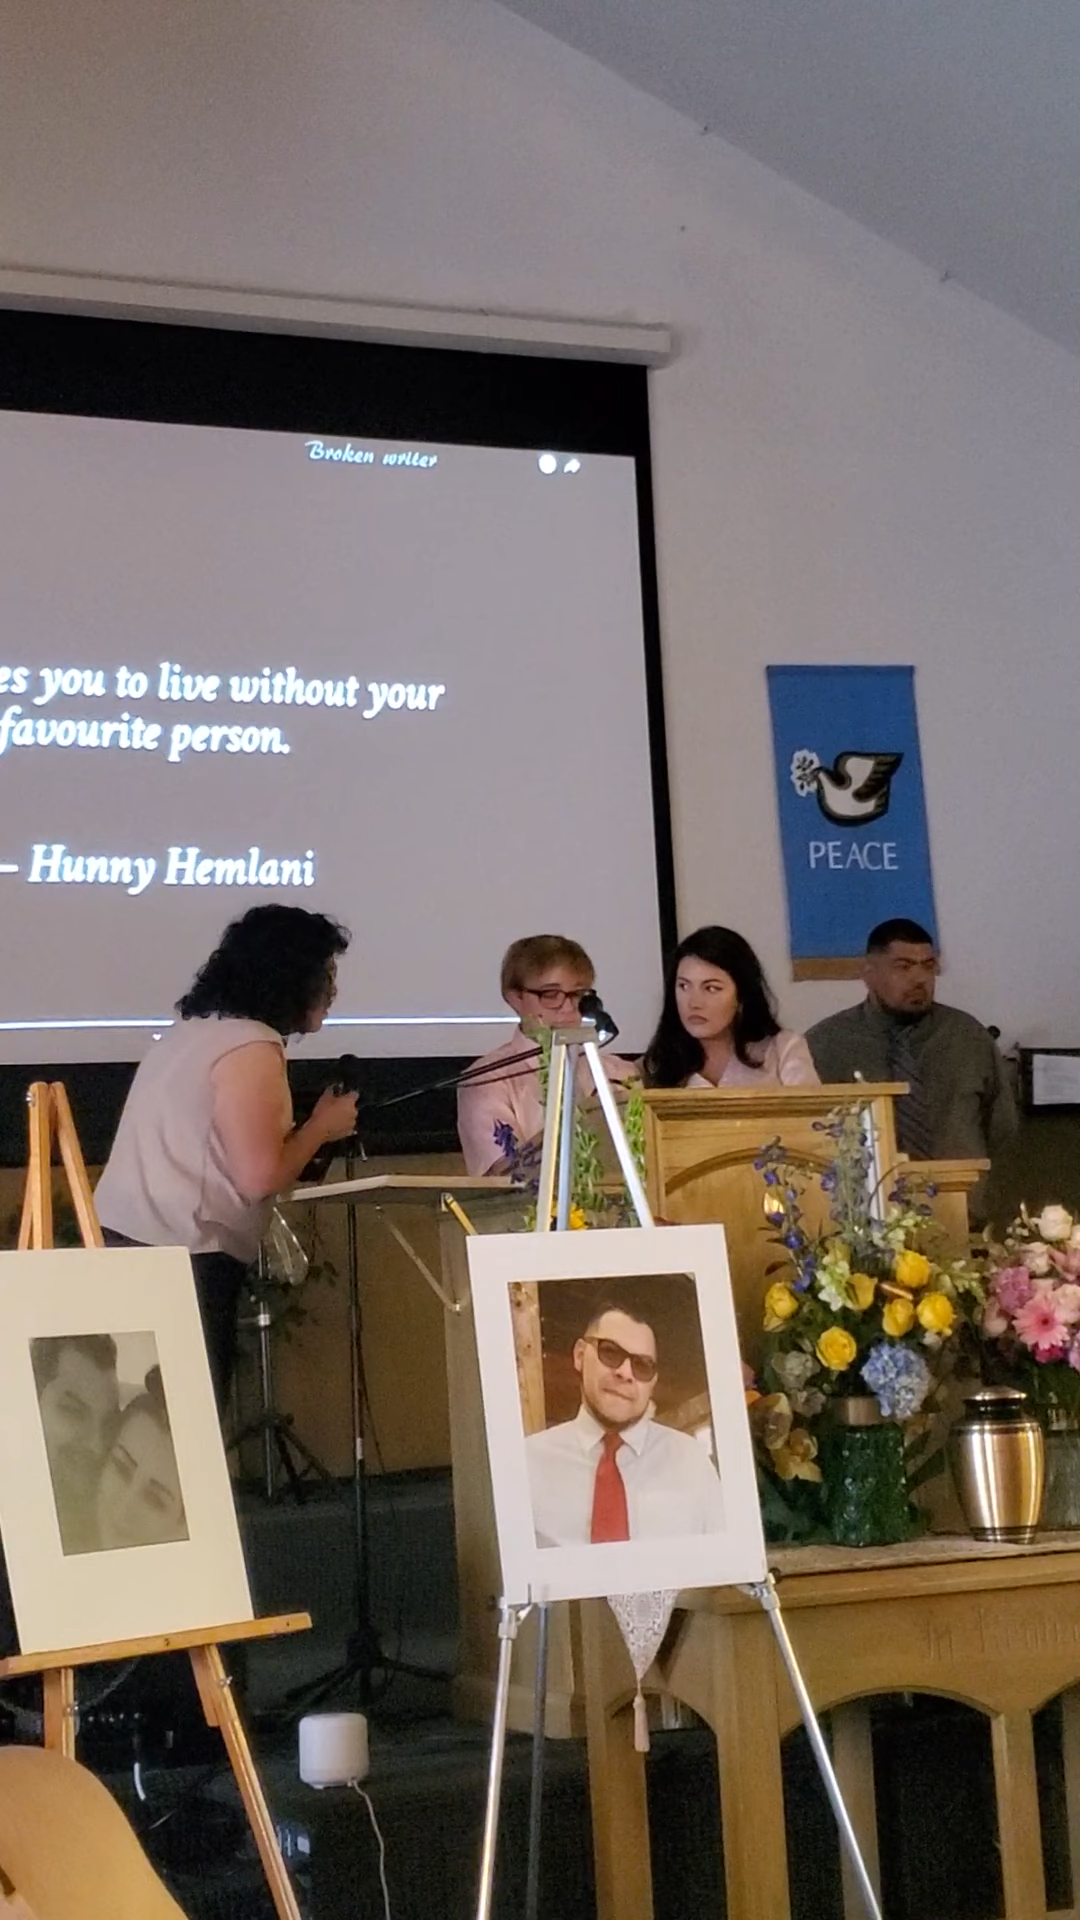 Broken writer
es you to live without your
favourite person.
– Hunny Hemlani
PEACE